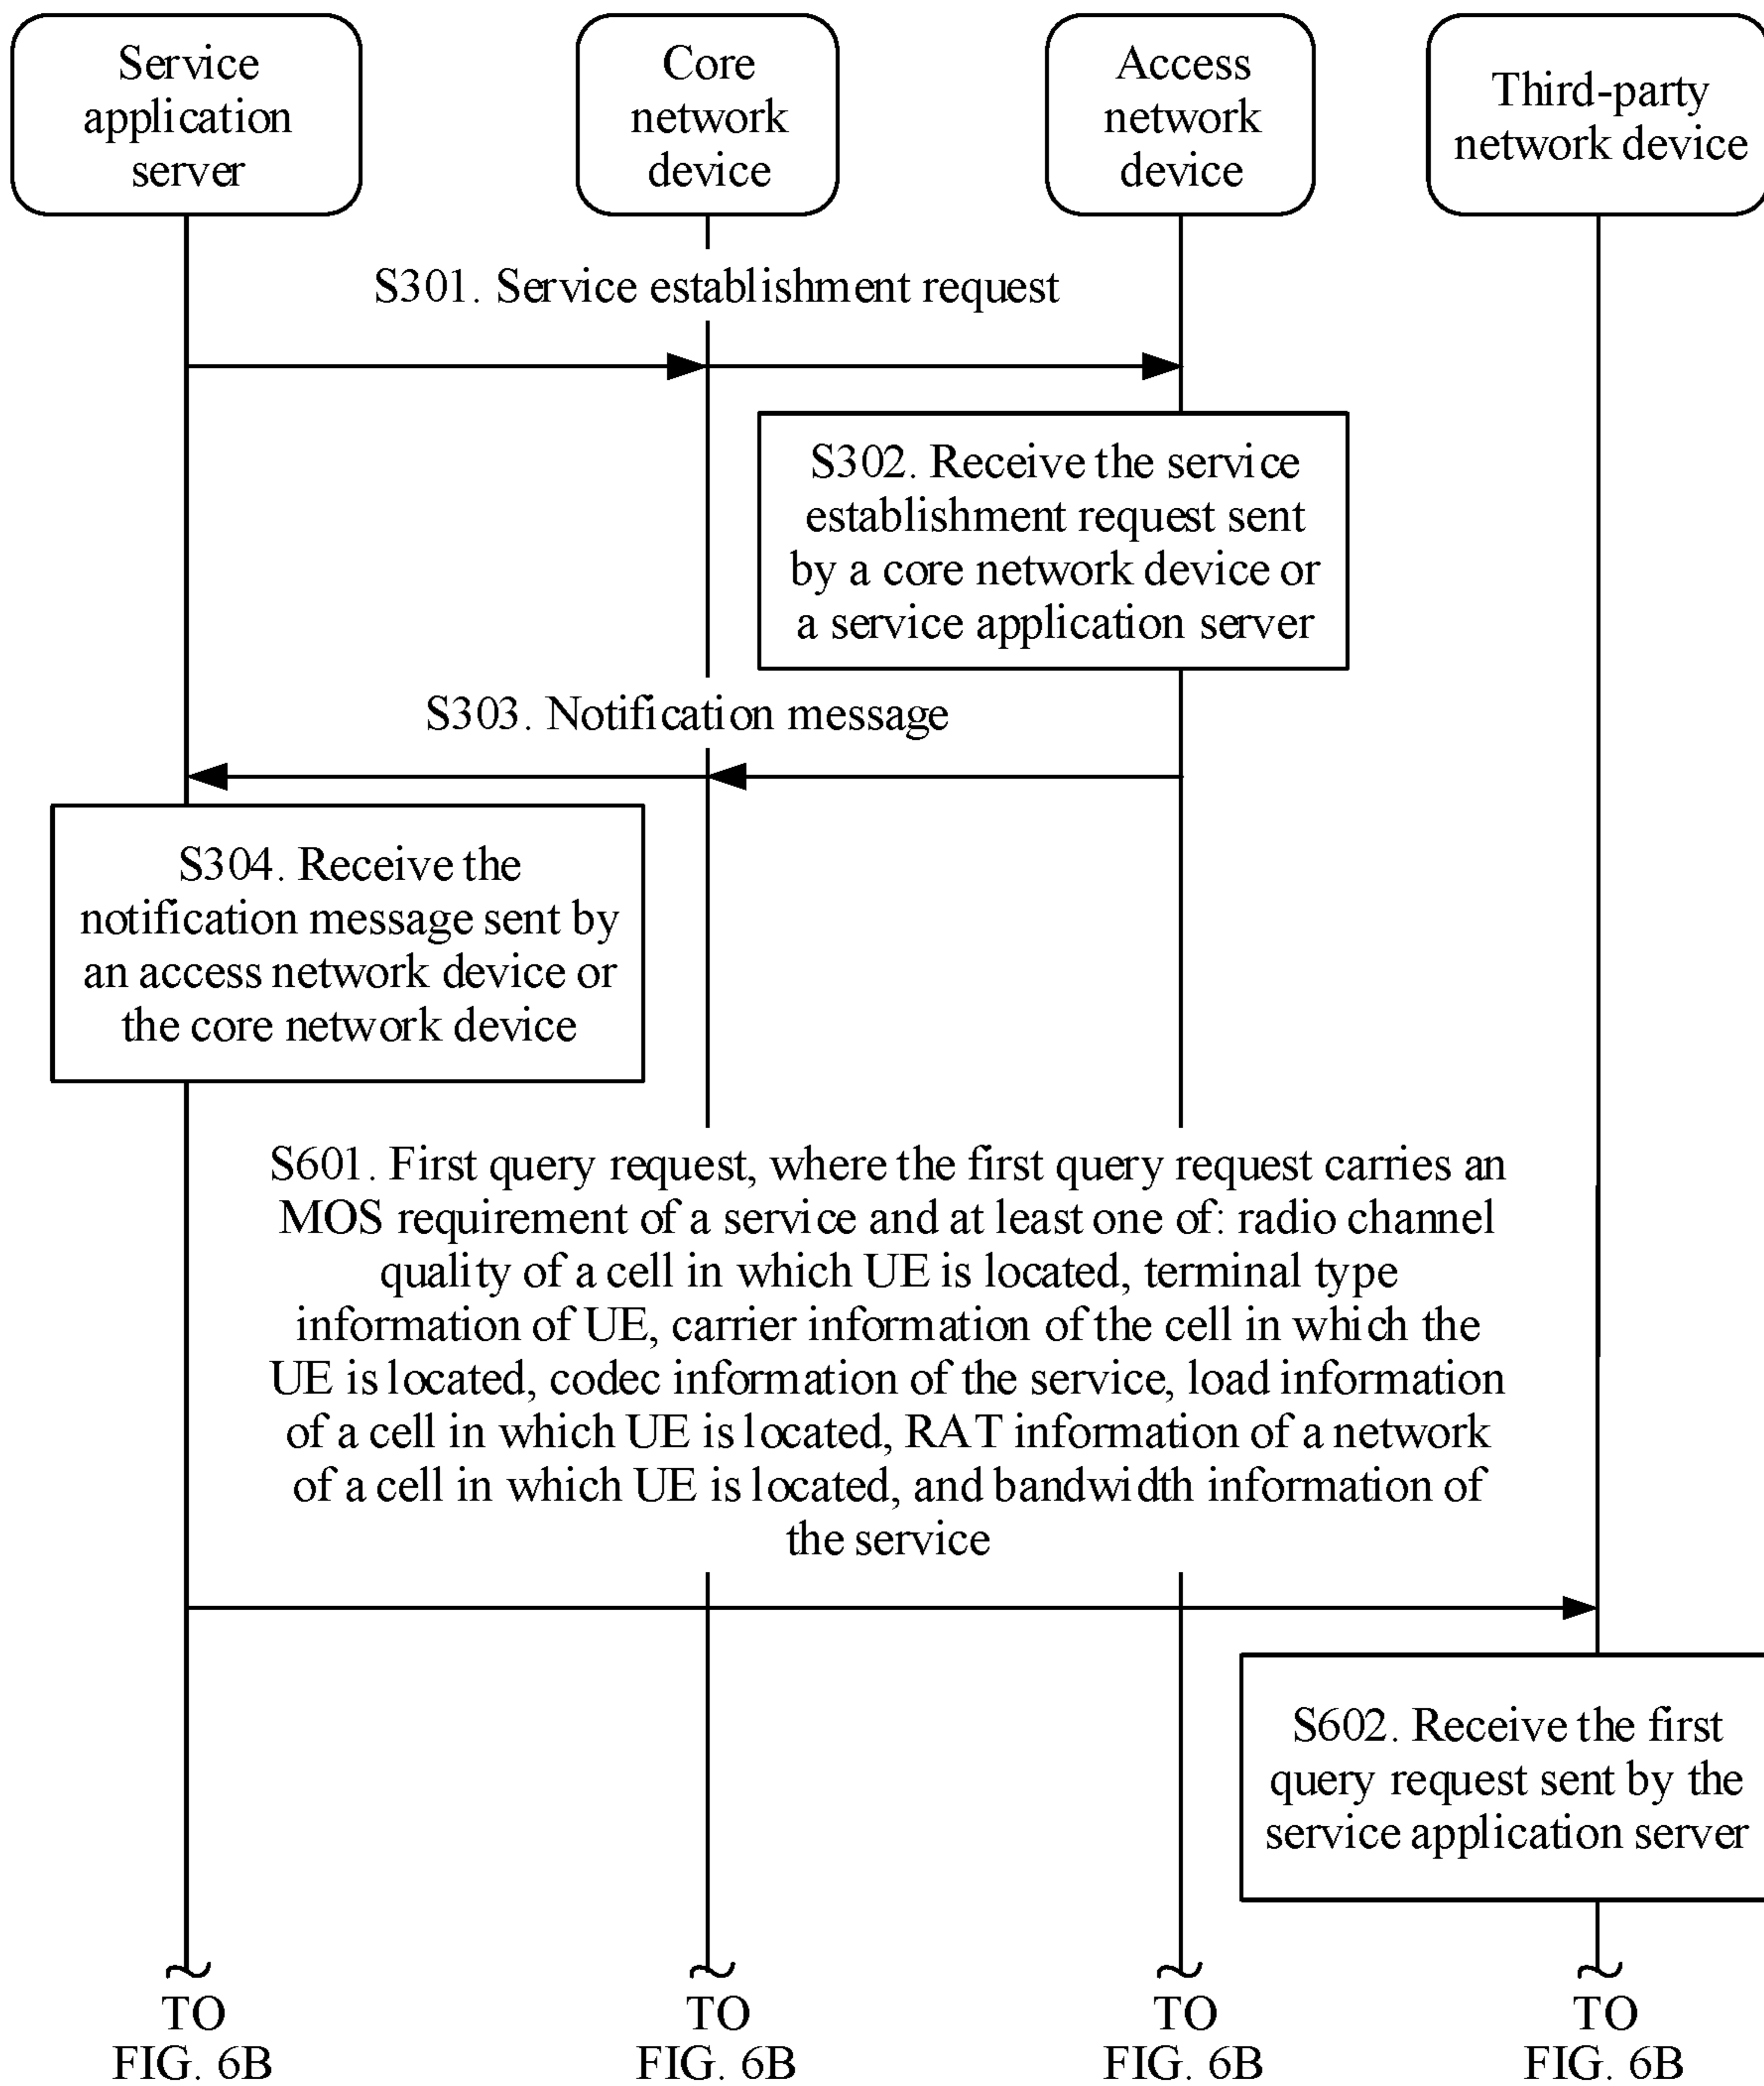 Service
application
server
Core
network
device
Access
network
device
Third-party
network device
S301. Service establishment request
S302. Receive the service
establishment request sent
by a core network device or
a service application server
S303. Notification message
S304. Receive the
notification message sent by
an access network device or
the core network device
S601. First query request, where the first query request carries an
MOS requirement of a service and at least one of: radio channel
quality of a cell in which UE is located, terminal type
information of UE, carrier information of the cell in which the
UE is located, codec information of the service, load information
of a cell in which UE is located, RAT information of a network
of a cell in which UE is located, and bandwidth information of
the service
S602. Receive the first
query request sent by the
service application server
TO
FIG. 6B
TO
FIG. 6B
TO
FIG. 6B
TO
FIG. 6B